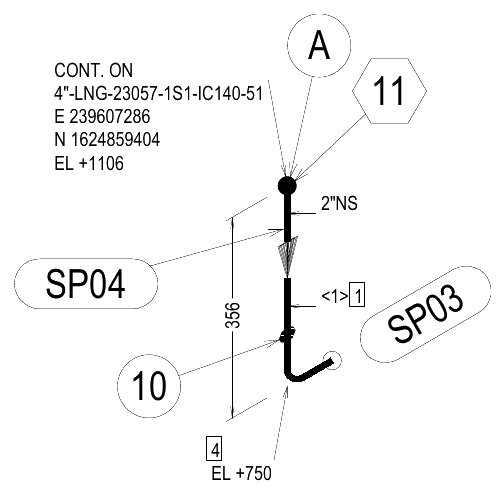 A
CONT. ON
4"-LNG-23057-1S1-IC140-51
E 239607286
N 1624859404
EL +1106
11
2"NS
SP04
<1> 1
SP03
356
10
4
EL +750